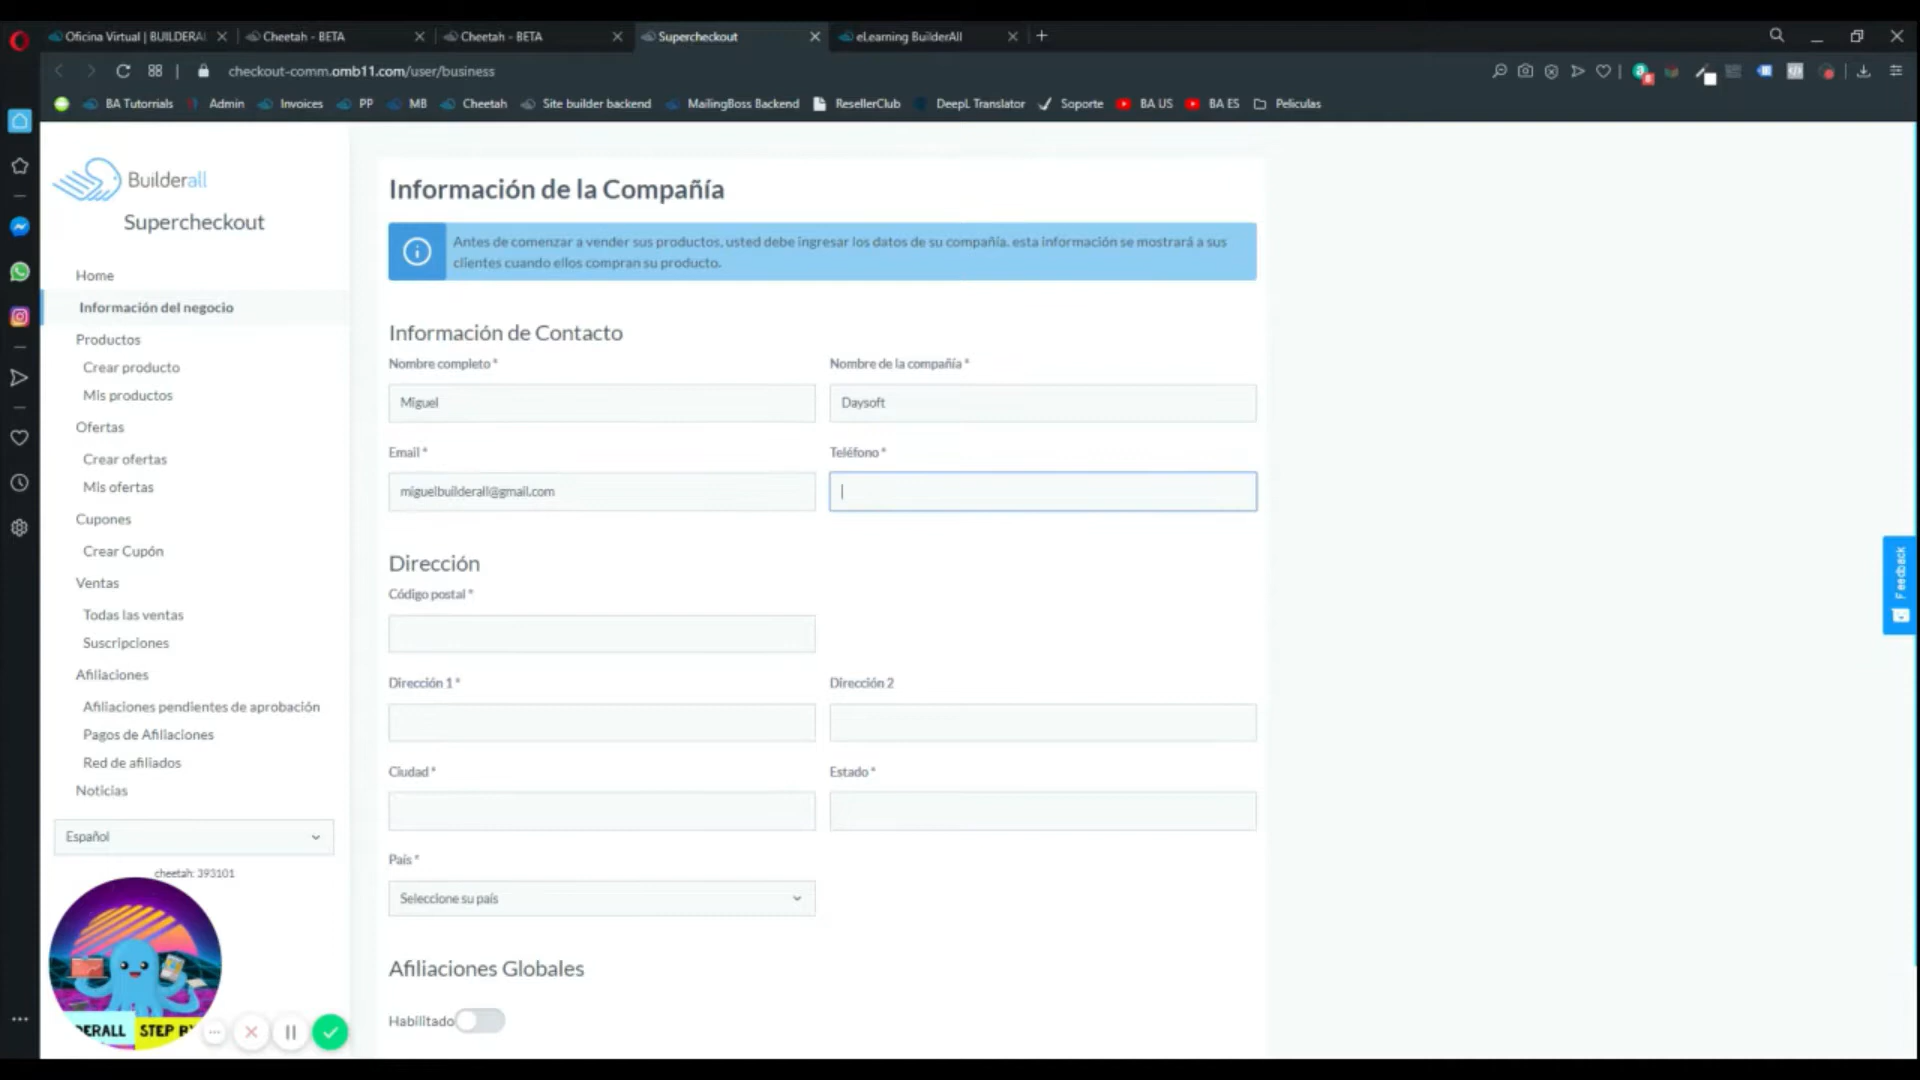 Oficina Virtual | BUILDERAL
Cheetah - BETA
Cheetah - BETA
Supercheckout
eLearning BuilderAll
checkout-comm.omb11.com/user/business
BA Tutorrials
Admin
Invoices
PP
MB
Cheetah
Site builder backend
MailingBoss Backend
ResellerClub
DeepL Translator
Soporte
BA US
BA ES
Peliculas
Builderall
Supercheckout
Home
Información del negocio
Productos
Crear producto
Mis productos
Ofertas
Crear ofertas
Mis ofertas
Cupones
Crear Cupón
Ventas
Todas las ventas
Suscripciones
Afiliaciones
Afiliaciones pendientes de aprobación
Pagos de Afiliaciones
Red de afiliados
Noticias
Español
cheetah: 393101
DERALL STEP BY
Información de la Compañía
Antes de comenzar a vender sus productos, usted debe ingresar los datos de su compañía. esta información se mostrará a sus
clientes cuando ellos compran su producto.
Información de Contacto
Nombre completo *
Nombre de la compañía *
Miguel
Daysoft
Email *
Teléfono *
miguelbuilderall@gmail.com
Dirección
Código postal *
Dirección 1 *
Dirección 2
Ciudad *
Estado *
País *
Seleccione su país
Afiliaciones Globales
Habilitado
Feedback